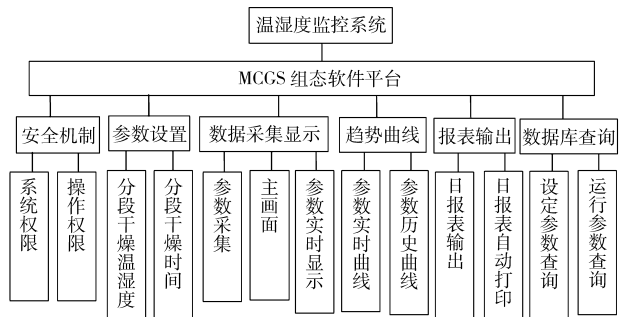 温湿度监控系统
MCGS 组态软件平台
安全机制
参数设置
数据采集显示
趋势曲线
报表输出
数据库查询
系统权限
操作权限
分段干燥温湿度
分段干燥时间
参数采集
主画面
参数实时显示
参数实时曲线
参数历史曲线
日报表输出
日报表自动打印
设定参数查询
运行参数查询